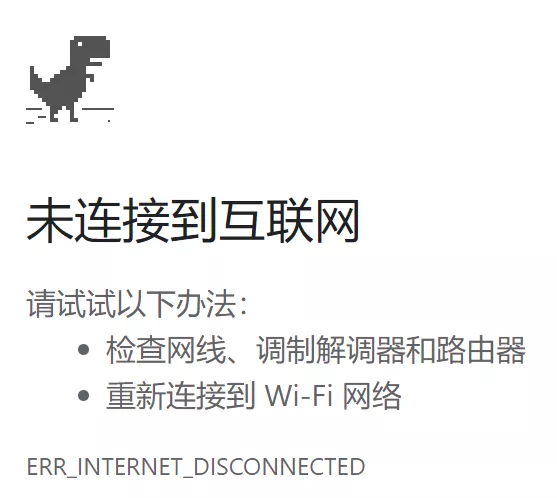 未连接到互联网
请试试以下办法：
• 检查网线、调制解调器和路由器
• 重新连接到 Wi-Fi 网络
ERR_INTERNET_DISCONNECTED